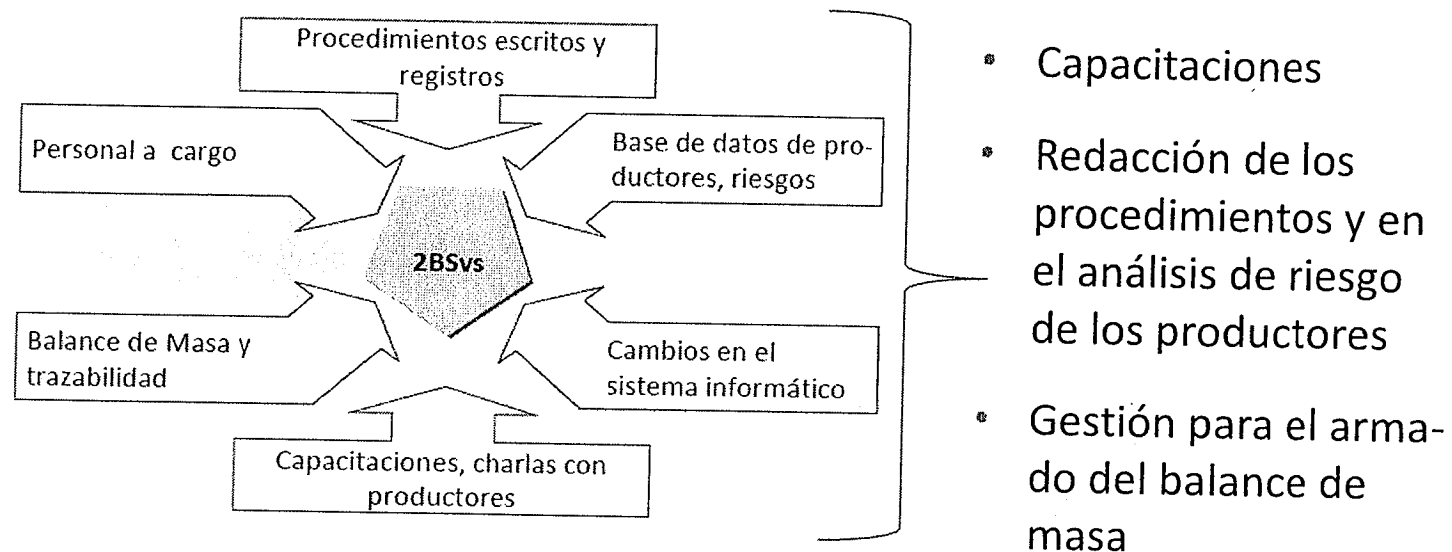 Procedimientos escritos y
registros
Personal a cargo
Base de datos de pro-
ductores, riesgos
2BSvs
Balance de Masa y
trazabilidad
Cambios en el
sistema informático
Capacitaciones, charlas con
productores
• Capacitaciones
• Redacción de los
procedimientos y en
el análisis de riesgo
de los productores
• Gestión para el arma-
do del balance de
masa